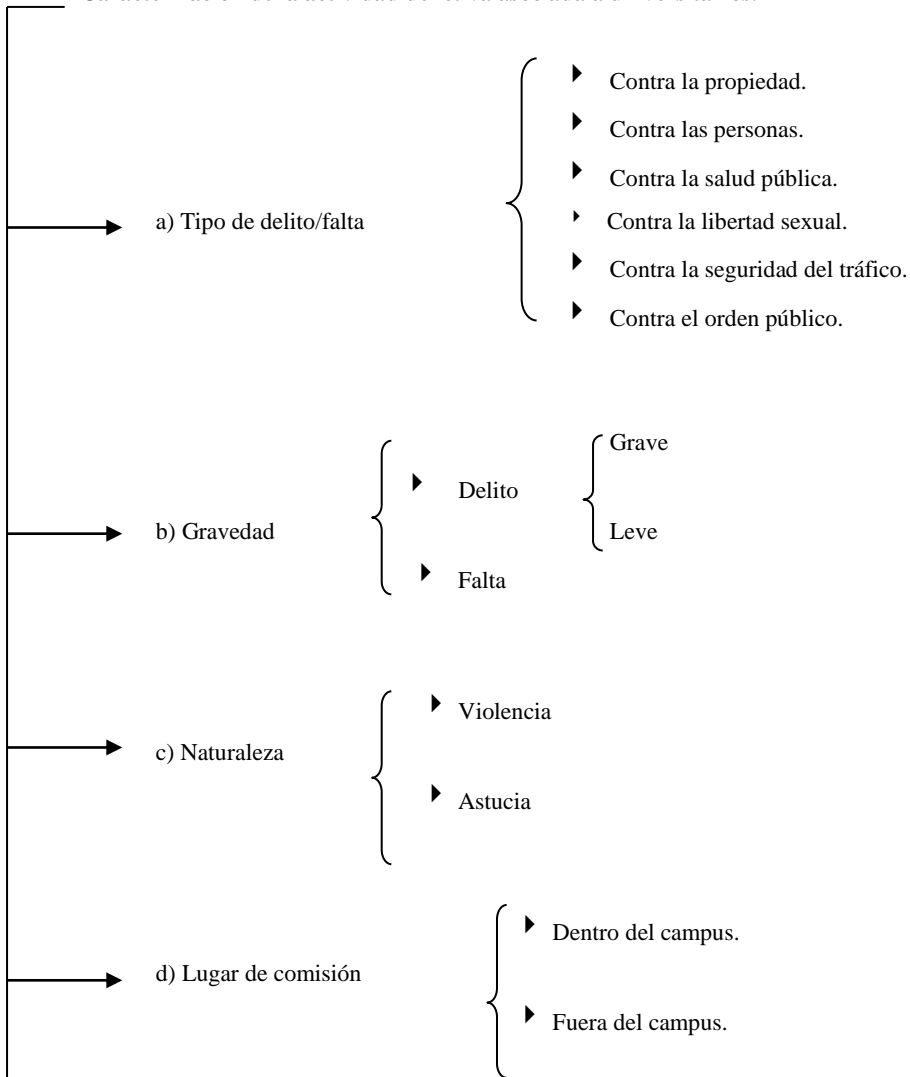 a) Tipo de delito/falta
Contra la propiedad.
Contra las personas.
Contra la salud pública.
Contra la libertad sexual.
Contra la seguridad del tráfico.
Contra el orden público.
b) Gravedad
Delito
Grave
Leve
Falta
c) Naturaleza
Violencia
Astucia
d) Lugar de comisión
Dentro del campus.
Fuera del campus.